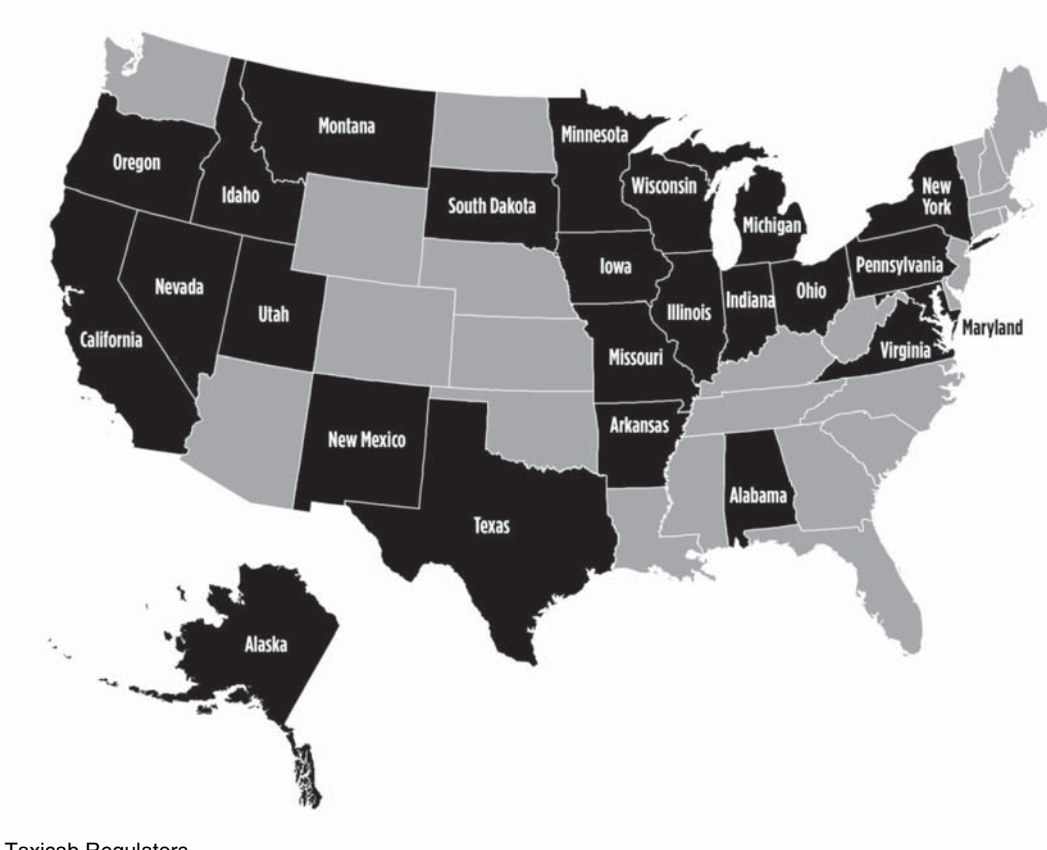 Montana
Minnesota
Oregon
Idaho
Wisconsin
South Dakota
New
York
Michigan
Iowa
Pennsylvania
Nevada
Ohio
Indiana
Illinois
Utah
California
Maryland
Virginia
Missouri
Arkansas
New Mexico
Alabama
Texas
Alaska
Taxicab Regulators